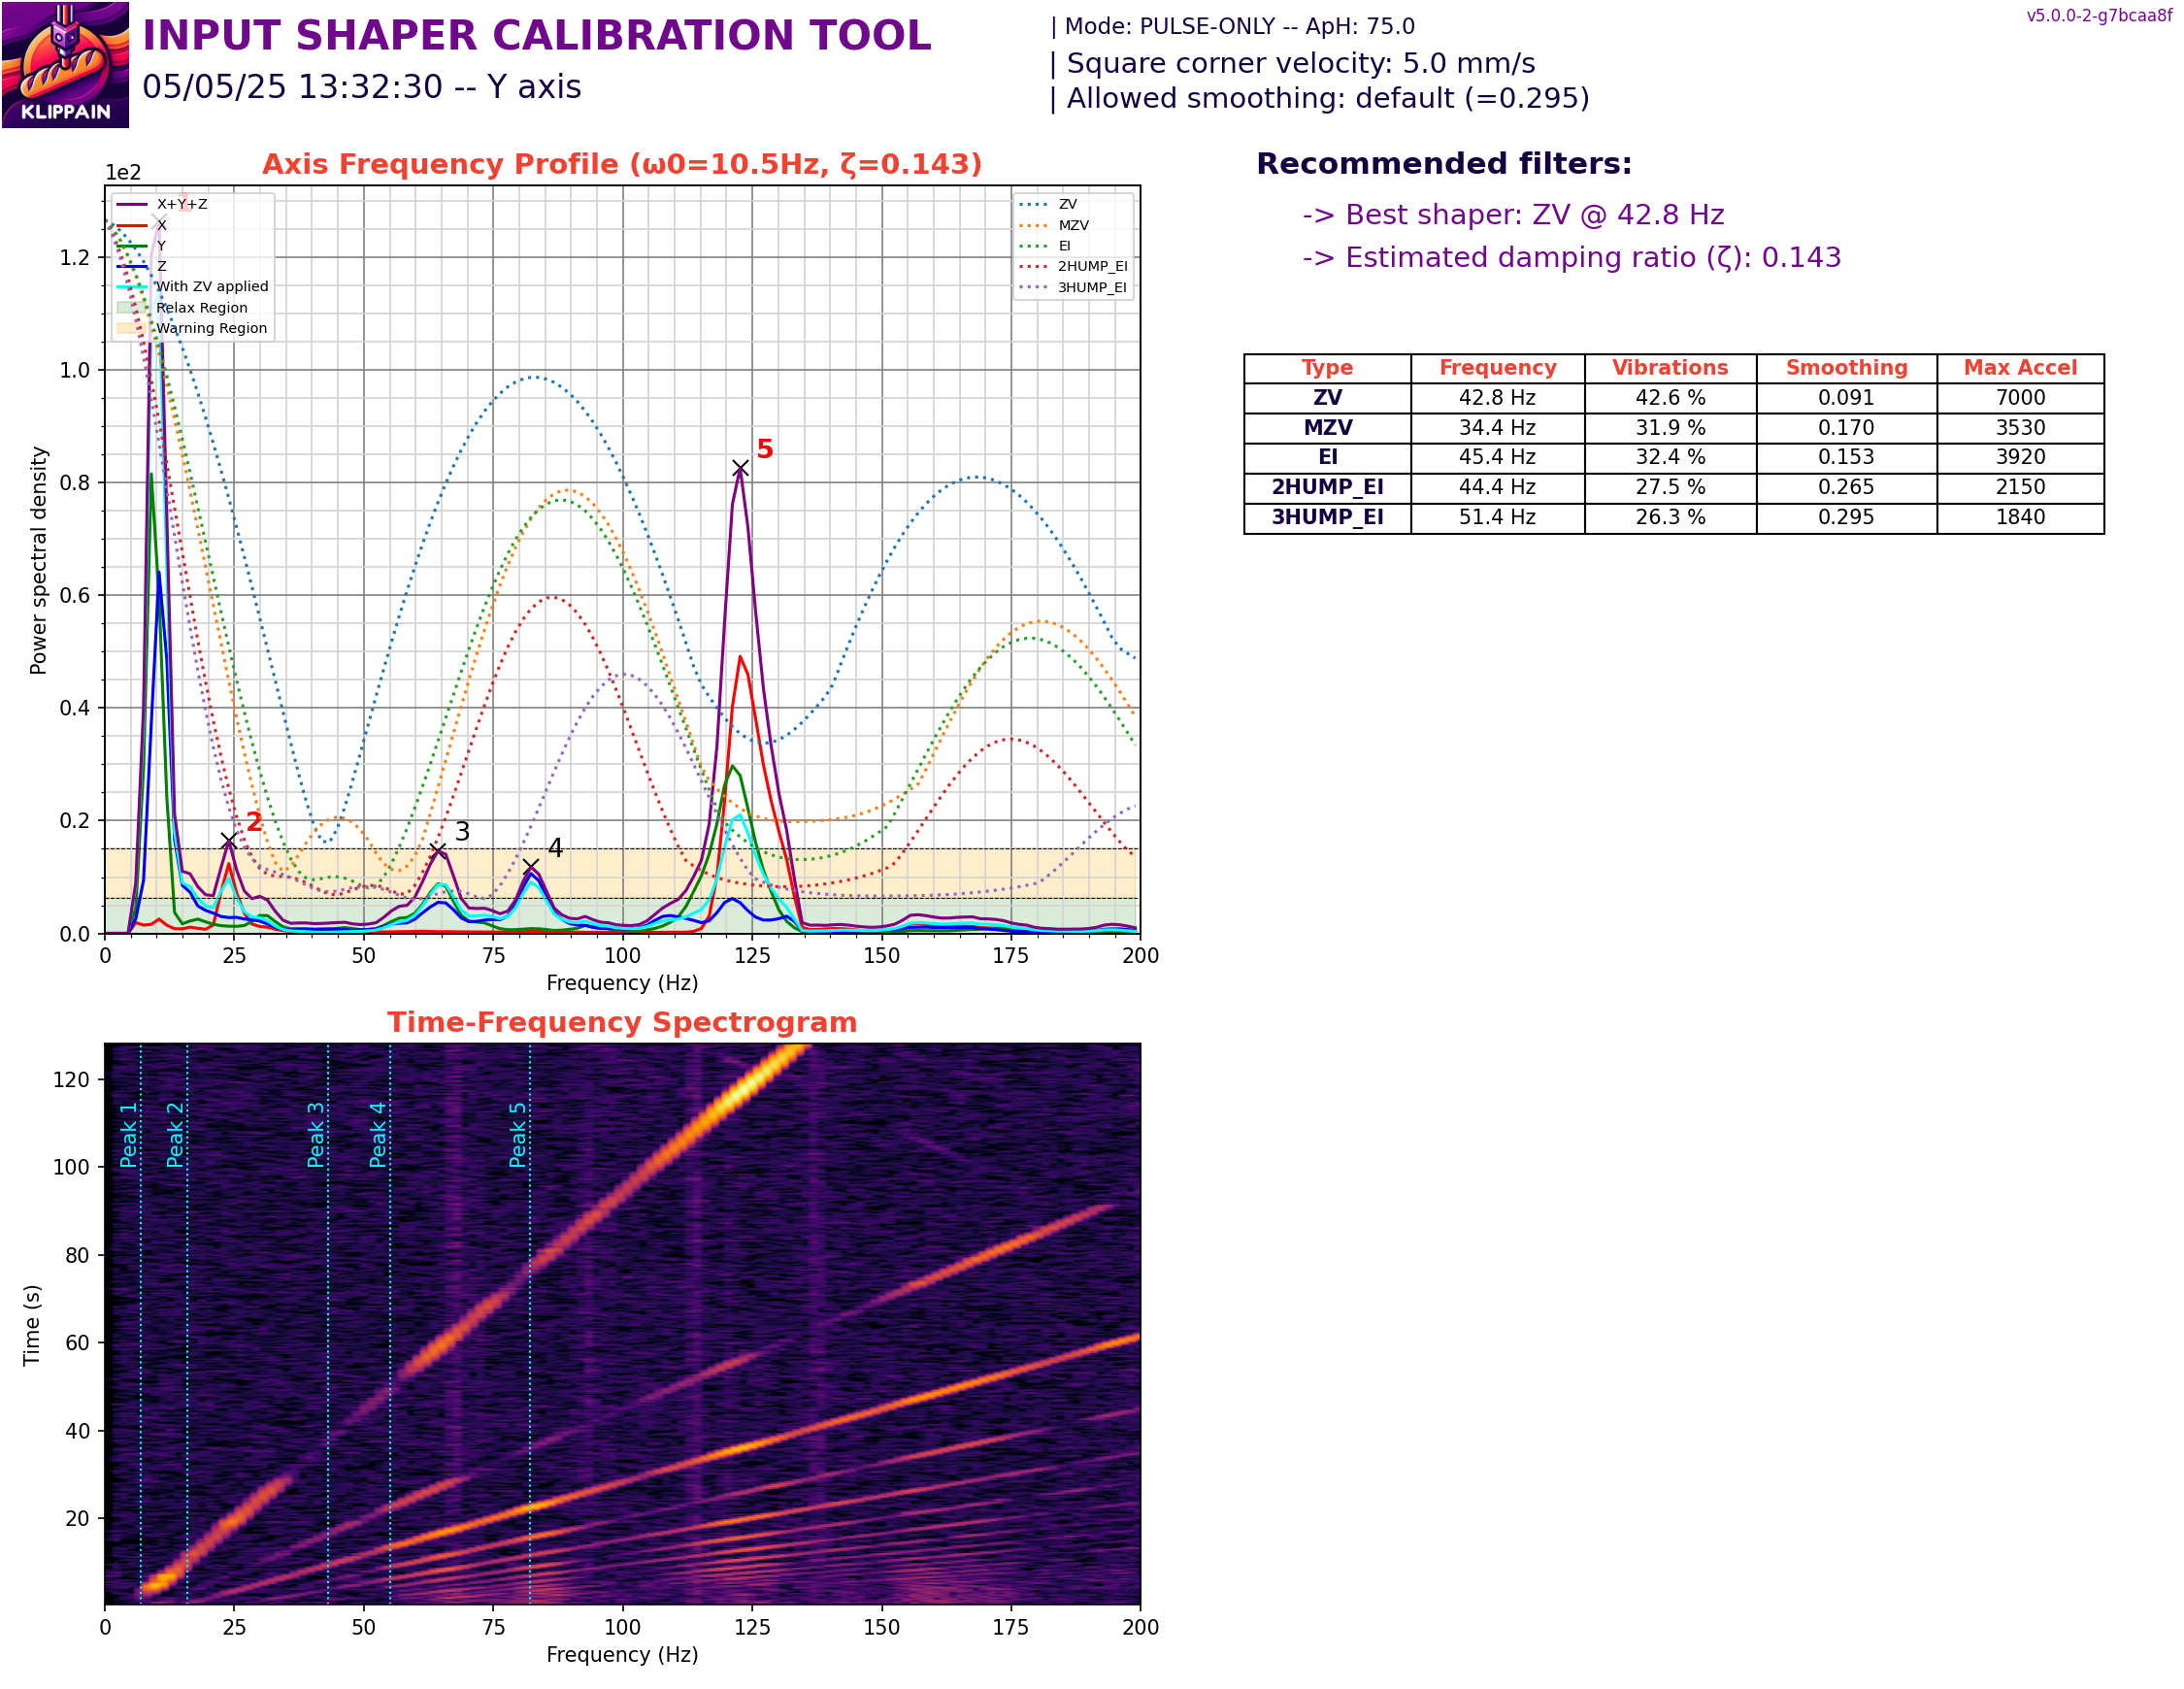 KLIPPAIN
INPUT SHAPER CALIBRATION TOOL
05/05/25 13:32:30 -- Y axis
| Mode: PULSE-ONLY -- ApH: 75.0
| Square corner velocity: 5.0 mm/s
| Allowed smoothing: default (=0.295)
v5.0.0-2-g7bcaa8f
Axis Frequency Profile (ω0=10.5Hz, ζ=0.143)
1e2
Power spectral density
1.2
1.0
0.8
0.6
0.4
0.2
0.0
X+Y+Z
X
Y
Z
With ZV applied
Relax Region
Warning Region
ZV
MZV
EI
2HUMP_EI
3HUMP_EI
1
2
3
4
5
0 25 50 75 100 125 150 175 200
Frequency (Hz)
Recommended filters:
-> Best shaper: ZV @ 42.8 Hz
-> Estimated damping ratio (ζ): 0.143
Type Frequency Vibrations Smoothing Max Accel
ZV 42.8 Hz 42.6 % 0.091 7000
MZV 34.4 Hz 31.9 % 0.170 3530
EI 45.4 Hz 32.4 % 0.153 3920
2HUMP_EI 44.4 Hz 27.5 % 0.265 2150
3HUMP_EI 51.4 Hz 26.3 % 0.295 1840
Time-Frequency Spectrogram
Time (s)
120
100
80
60
40
20
Peak 1
Peak 2
Peak 3
Peak 4
Peak 5
0 25 50 75 100 125 150 175 200
Frequency (Hz)